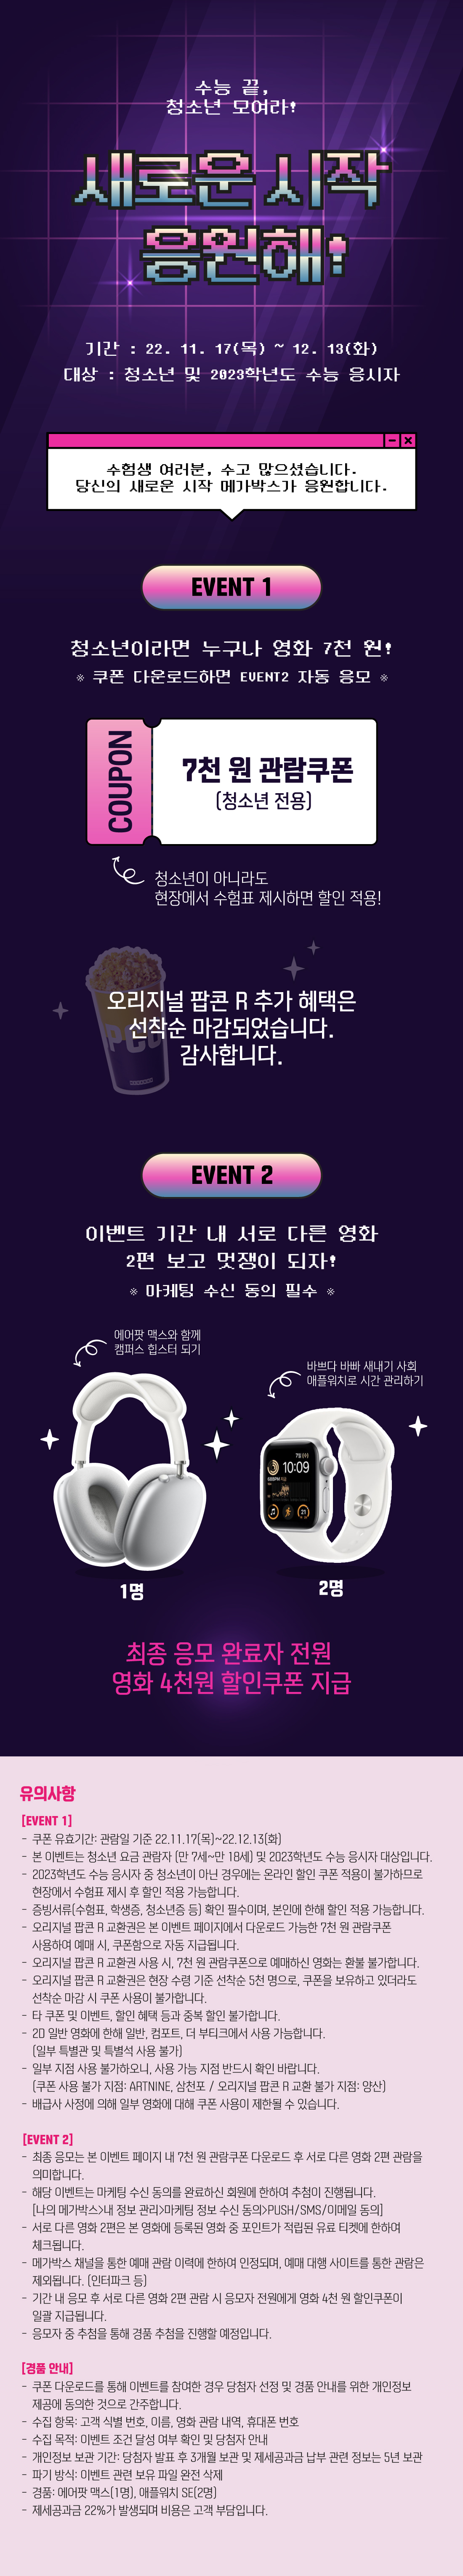 수능 끝,
청소년 모여라!
새로운 시작
응원해!
기간 : 22. 11. 17(목) ~ 12. 13(화)
대상 : 청소년 및 2023학년도 수능 응시자
수험생 여러분, 수고 많으셨습니다.
당신의 새로운 시작 메가박스가 응원합니다.
EVENT 1
청소년이라면 누구나 영화 7천 원!
※ 쿠폰 다운로드하면 EVENT2 자동 응모 ※
COUPON
7천 원 관람쿠폰
(청소년 전용)
청소년이 아니라도
현장에서 수험표 제시하면 할인 적용!
오리지널 팝콘 R 추가 혜택은
선착순 마감되었습니다.
감사합니다.
EVENT 2
이벤트 기간 내 서로 다른 영화
2편 보고 멋쟁이 되자!
※ 마케팅 수신 동의 필수 ※
에어팟 맥스와 함께
캠퍼스 힙스터 되기
바쁘다 바빠 새내기 사회
애플워치로 시간 관리하기
10:09
1명
2명
최종 응모 완료자 전원
영화 4천원 할인쿠폰 지급
유의사항
[EVENT 1]
- 쿠폰 유효기간: 관람일 기준 22.11.17(목)~22.12.13(화)
- 본 이벤트는 청소년 요금 관람자 (만 7세~만 18세) 및 2023학년도 수능 응시자 대상입니다.
- 2023학년도 수능 응시자 중 청소년이 아닌 경우에는 온라인 할인 쿠폰 적용이 불가하므로
현장에서 수험표 제시 후 할인 적용 가능합니다.
- 증빙서류(수험표, 학생증, 청소년증 등) 확인 필수이며, 본인에 한해 할인 적용 가능합니다.
- 오리지널 팝콘 R 교환권은 본 이벤트 페이지에서 다운로드 가능한 7천 원 관람쿠폰
사용하여 예매 시, 쿠폰함으로 자동 지급됩니다.
- 오리지널 팝콘 R 교환권 사용 시, 7천 원 관람쿠폰으로 예매하신 영화는 환불 불가합니다.
- 오리지널 팝콘 R 교환권은 현장 수령 기준 선착순 5천 명으로, 쿠폰을 보유하고 있더라도
선착순 마감 시 쿠폰 사용이 불가합니다.
- 타 쿠폰 및 이벤트, 할인 혜택 등과 중복 할인 불가합니다.
- 2D 일반 영화에 한해 일반, 컴포트, 더 부티크에서 사용 가능합니다.
(일부 특별관 및 특별석 사용 불가)
- 일부 지점 사용 불가하오니, 사용 가능 지점 반드시 확인 바랍니다.
(쿠폰 사용 불가 지점: ARTNINE, 삼천포 / 오리지널 팝콘 R 교환 불가 지점: 양산)
- 배급사 사정에 의해 일부 영화에 대해 쿠폰 사용이 제한될 수 있습니다.
[EVENT 2]
- 최종 응모는 본 이벤트 페이지 내 7천 원 관람쿠폰 다운로드 후 서로 다른 영화 2편 관람을
의미합니다.
- 해당 이벤트는 마케팅 수신 동의를 완료하신 회원에 한하여 추첨이 진행됩니다.
[나의 메가박스>내 정보 관리>마케팅 정보 수신 동의>PUSH/SMS/이메일 동의]
- 서로 다른 영화 2편은 본 영화에 등록된 영화 중 포인트가 적립된 유료 티켓에 한하여
체크됩니다.
- 메가박스 채널을 통한 예매 관람 이력에 한하여 인정되며, 예매 대행 사이트를 통한 관람은
제외됩니다. (인터파크 등)
- 기간 내 응모 후 서로 다른 영화 2편 관람 시 응모자 전원에게 영화 4천 원 할인쿠폰이
일괄 지급됩니다.
- 응모자 중 추첨을 통해 경품 추첨을 진행할 예정입니다.
[경품 안내]
- 쿠폰 다운로드를 통해 이벤트를 참여한 경우 당첨자 선정 및 경품 안내를 위한 개인정보
제공에 동의한 것으로 간주합니다.
- 수집 항목: 고객 식별 번호, 이름, 영화 관람 내역, 휴대폰 번호
- 수집 목적: 이벤트 조건 달성 여부 확인 및 당첨자 안내
- 개인정보 보관 기간: 당첨자 발표 후 3개월 보관 및 제세공과금 납부 관련 정보는 5년 보관
- 파기 방식: 이벤트 관련 보유 파일 완전 삭제
- 경품: 에어팟 맥스(1명), 애플워치 SE(2명)
- 제세공과금 22%가 발생되며 비용은 고객 부담입니다.